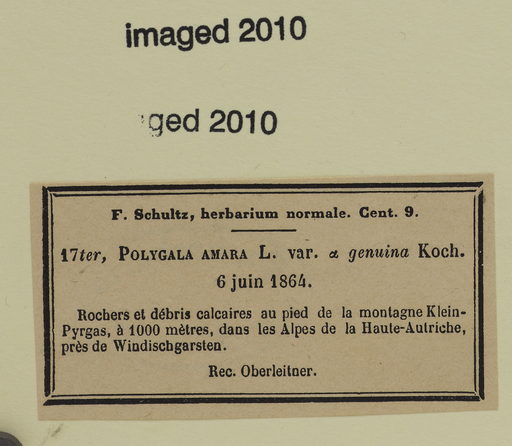 imaged 2010
ged 2010
F. Schultz, herbarium normale. Cent. 9.
17ter, POLYGALA AMARA L. var. α genuina Koch.
6 juin 1864.
Rochers et débris calcaires au pied de la montagne Klein-
Pyrgas, à 1000 mètres, dans les Alpes de la Haute-Autriche,
près de Windischgarsten.
Rec. Oberleitner.